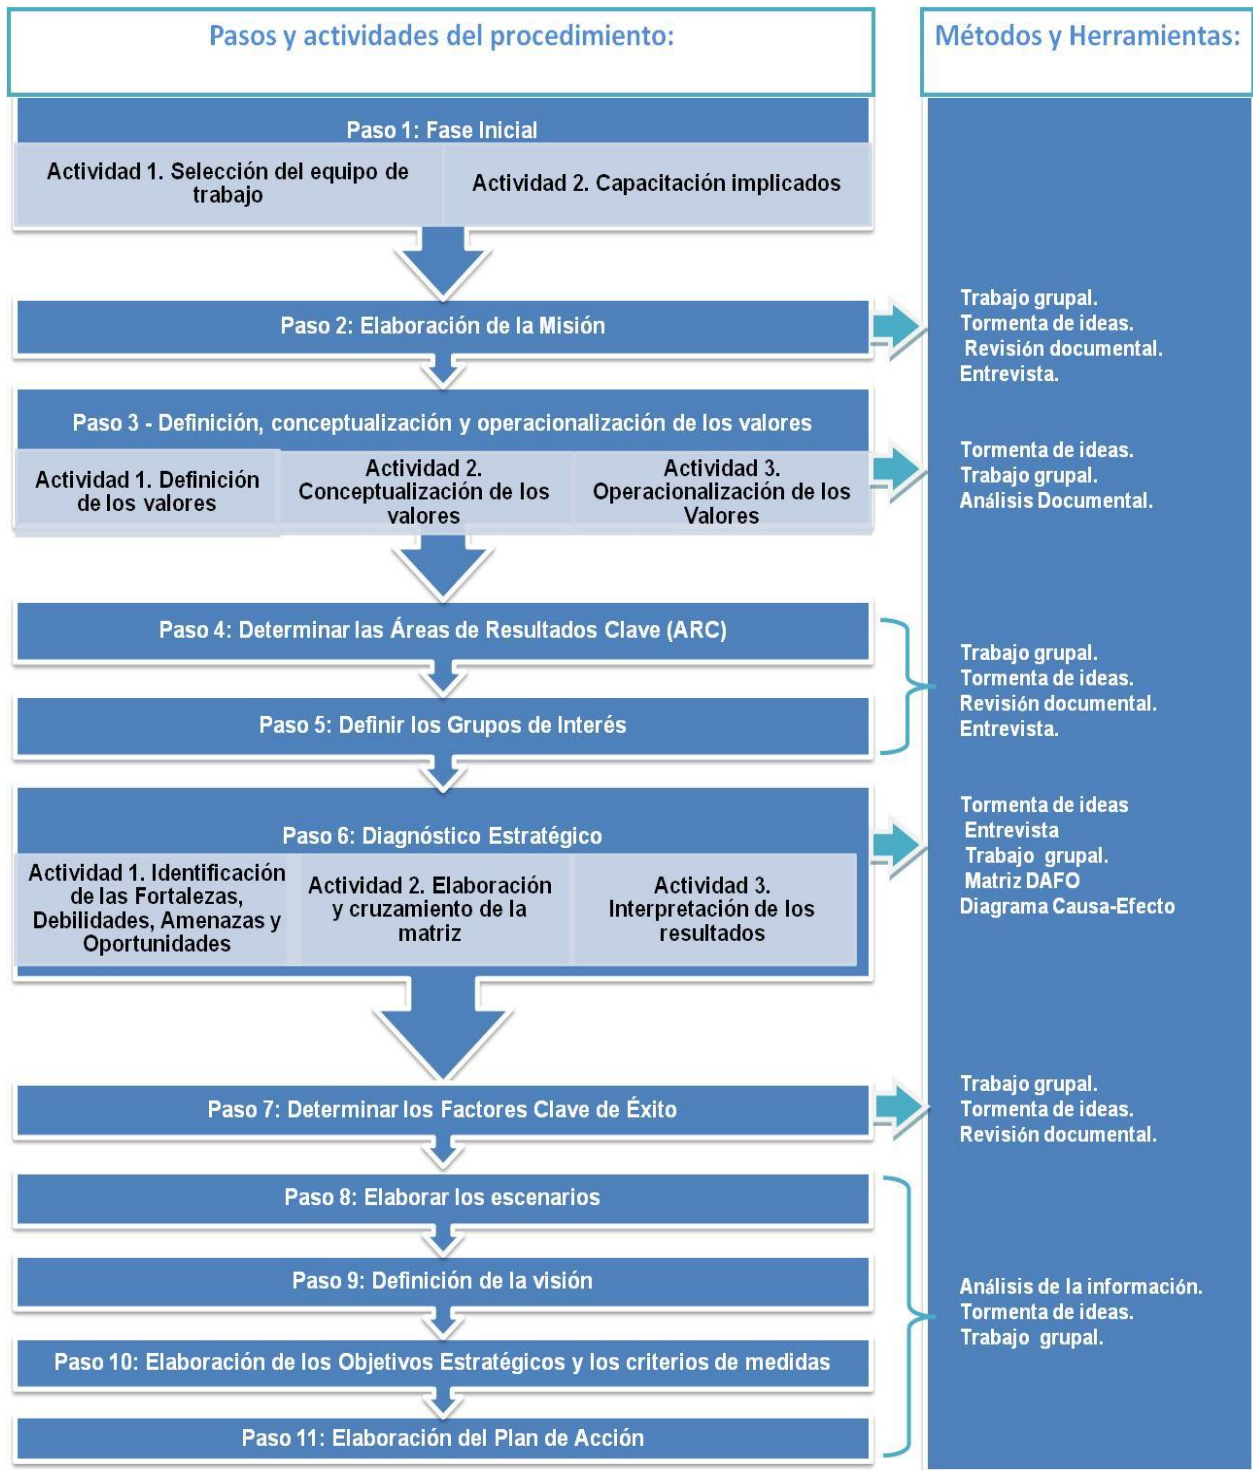 Pasos y actividades del procedimiento:
Métodos y Herramientas:
Paso 1: Fase Inicial
Actividad 1. Selección del equipo de
trabajo
Actividad 2. Capacitación implicados
Paso 2: Elaboración de la Misión
Trabajo grupal.
Tormenta de ideas.
Revisión documental.
Entrevista.
Paso 3 - Definición, conceptualización y operacionalización de los valores
Actividad 1. Definición
de los valores
Actividad 2.
Conceptualización de los
valores
Actividad 3.
Operacionalización de los
Valores
Tormenta de ideas.
Trabajo grupal.
Análisis Documental.
Paso 4: Determinar las Áreas de Resultados Clave (ARC)
Paso 5: Definir los Grupos de Interés
Trabajo grupal.
Tormenta de ideas.
Revisión documental.
Entrevista.
Paso 6: Diagnóstico Estratégico
Actividad 1. Identificación
de las Fortalezas,
Debilidades, Amenazas y
Oportunidades
Actividad 2. Elaboración
y cruzamiento de la
matriz
Actividad 3.
Interpretación de los
resultados
Tormenta de ideas
Entrevista
Trabajo grupal.
Matriz DAFO
Diagrama Causa-Efecto
Paso 7: Determinar los Factores Clave de Éxito
Trabajo grupal.
Tormenta de ideas.
Revisión documental.
Paso 8: Elaborar los escenarios
Paso 9: Definición de la visión
Paso 10: Elaboración de los Objetivos Estratégicos y los criterios de medidas
Paso 11: Elaboración del Plan de Acción
Análisis de la información.
Tormenta de ideas.
Trabajo grupal.